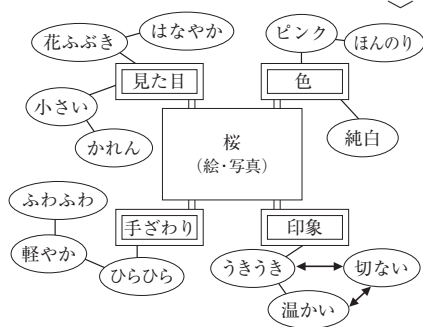 花ふぶき
はなやか
見た目
小さい
かれん
ピンク
ほんのり
色
純白
桜
(絵・写真)
ふわふわ
手ざわり
軽やか
ひらひら
印象
うきうき
切ない
温かい